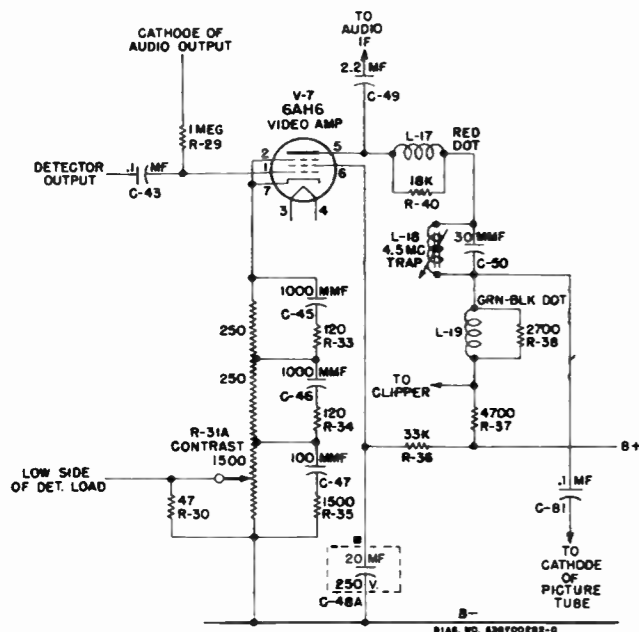 TO
AUDIO
IF
CATHODE OF
AUDIO OUTPUT
2.2 MF
C-49
V-7
6AH6
VIDEO AMP
1 MEG
R-29
DETECTOR
OUTPUT
.1 MF
C-43
2
1
7
5
6
3 4
L-17
RED
DOT
18K
R-40
L-18
4.5 MC
TRAP
30 MMF
C-50
GRN-BLK DOT
L-19
2700
R-38
TO
CLIPPER
4700
R-37
33K
R-36
B+
1000 MMF
C-45
120
R-33
250
1000 MMF
C-46
120
R-34
250
R-31A
CONTRAST
1500
100 MMF
C-47
1500
R-35
LOW SIDE
OF DET. LOAD
47
R-30
20 MF
250 V.
C-48A
.1 MF
C-81
TO
CATHODE
OF
PICTURE
TUBE
B-